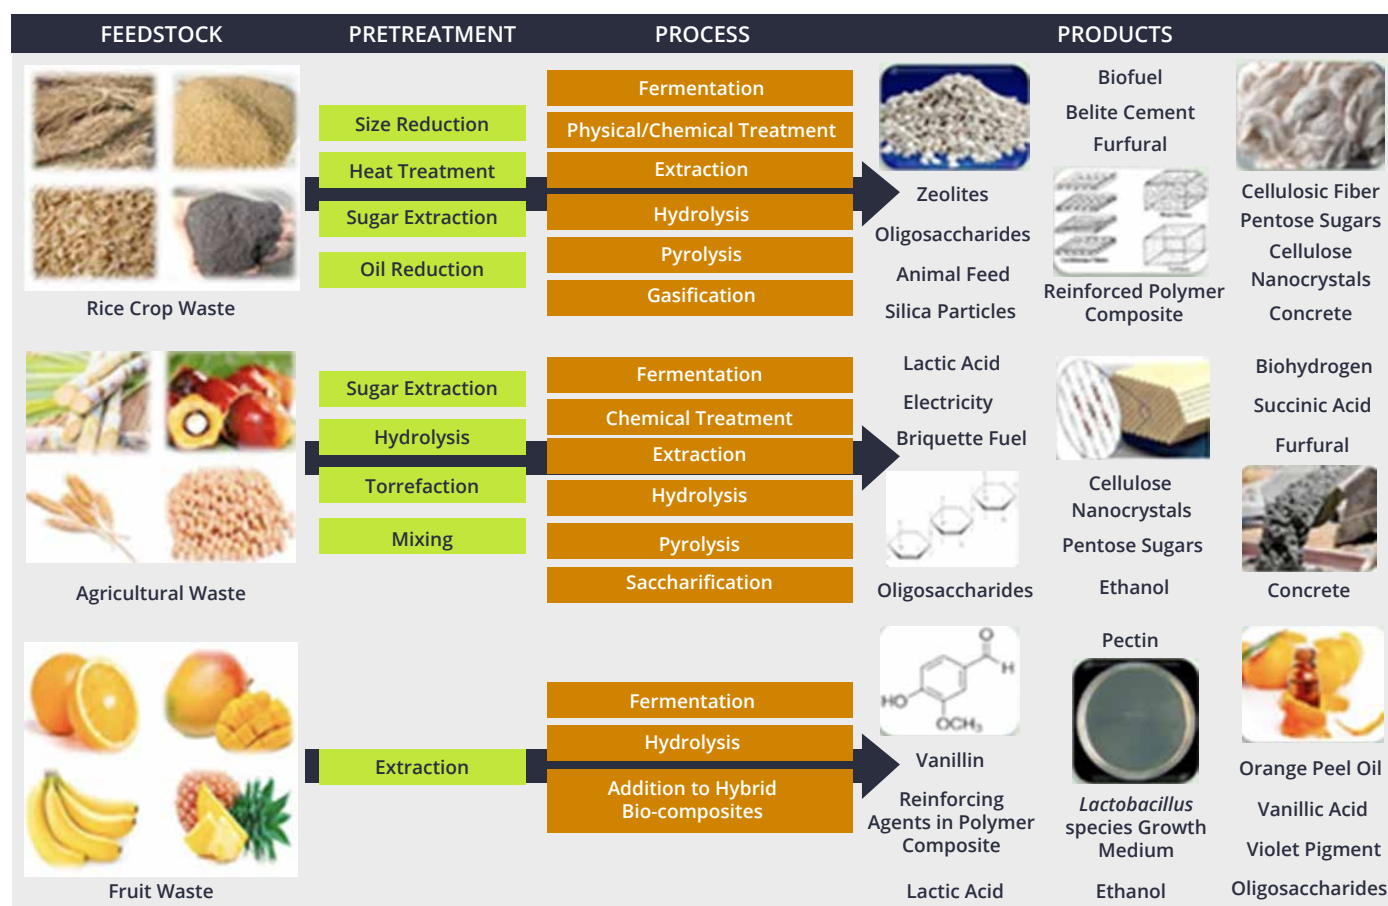 FEEDSTOCK
PRETREATMENT
PROCESS
PRODUCTS
Rice Crop Waste
Size Reduction
Heat Treatment
Sugar Extraction
Oil Reduction
Fermentation
Physical/Chemical Treatment
Extraction
Hydrolysis
Pyrolysis
Gasification
Zeolites
Oligosaccharides
Animal Feed
Silica Particles
Biofuel
Belite Cement
Furfural
Reinforced Polymer
Composite
Cellulosic Fiber
Pentose Sugars
Cellulose
Nanocrystals
Concrete
Agricultural Waste
Sugar Extraction
Hydrolysis
Torrefaction
Mixing
Fermentation
Chemical Treatment
Extraction
Hydrolysis
Pyrolysis
Saccharification
Lactic Acid
Electricity
Briquette Fuel
Oligosaccharides
Cellulose
Nanocrystals
Pentose Sugars
Ethanol
Biohydrogen
Succinic Acid
Furfural
Concrete
Fruit Waste
Extraction
Fermentation
Hydrolysis
Addition to Hybrid
Bio-composites
O
H
HO
OCH₃
Vanillin
Reinforcing
Agents in Polymer
Composite
Lactic Acid
Pectin
Lactobacillus
species Growth
Medium
Ethanol
Orange Peel Oil
Vanillic Acid
Violet Pigment
Oligosaccharides